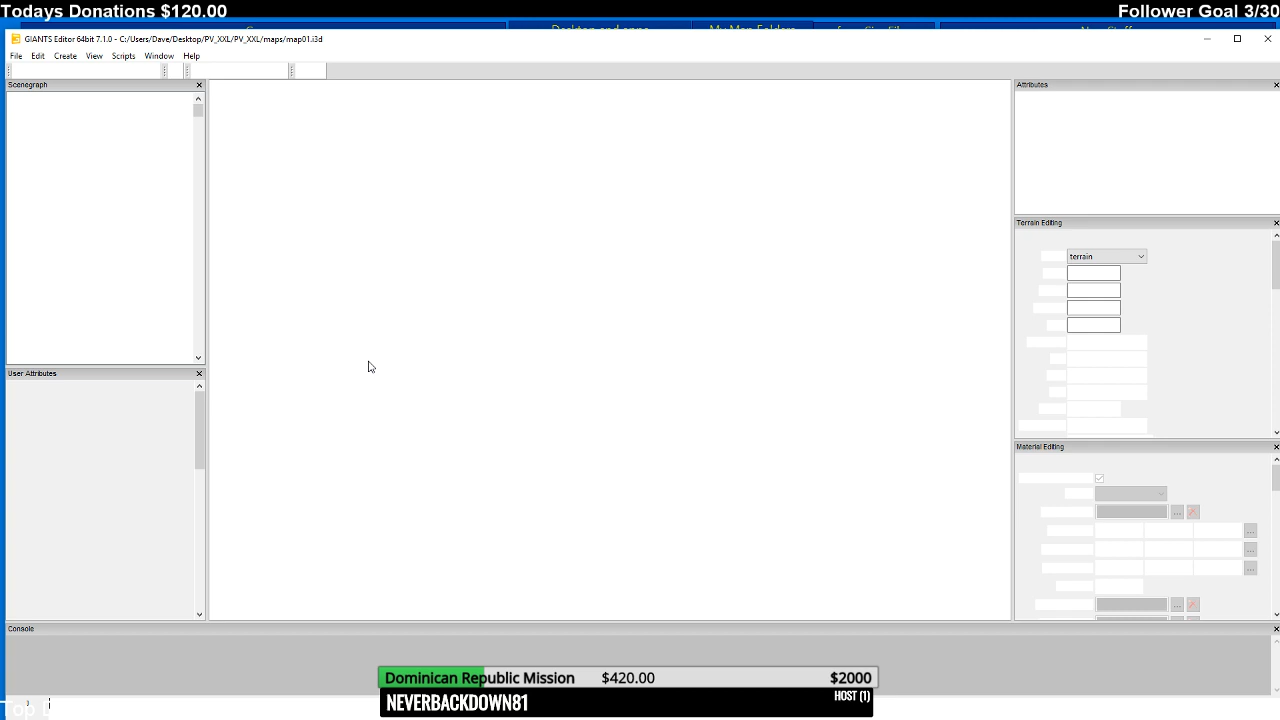 Todays Donations $120.00
Follower Goal 3/30
GIANTS Editor 64bit 7.1.0 - C:/Users/Dave/Desktop/PV_XXL/PV_XXL/maps/map01.i3d
File Edit Create View Scripts Window Help
Scenegraph
Attributes
Terrain Editing
terrain
User Attributes
Material Editing
Console
Dominican Republic Mission $420.00 $2000
NEVERBACKDOWN81 HOST (1)
Top D